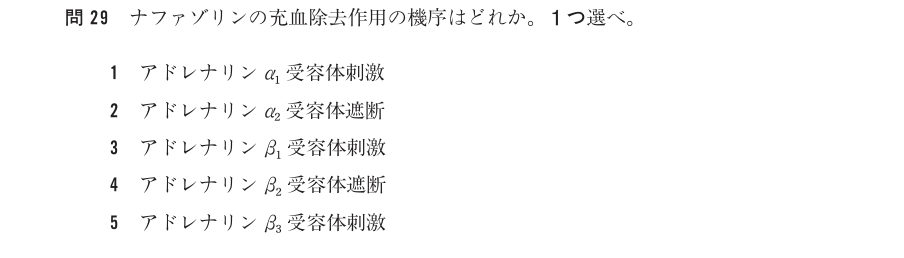 問 29 ナファゾリンの充血除去作用の機序はどれか。1つ選べ。
1 アドレナリン α₁ 受容体刺激
2 アドレナリン α₂ 受容体遮断
3 アドレナリン β₁ 受容体刺激
4 アドレナリン β₂ 受容体遮断
5 アドレナリン β₃ 受容体刺激